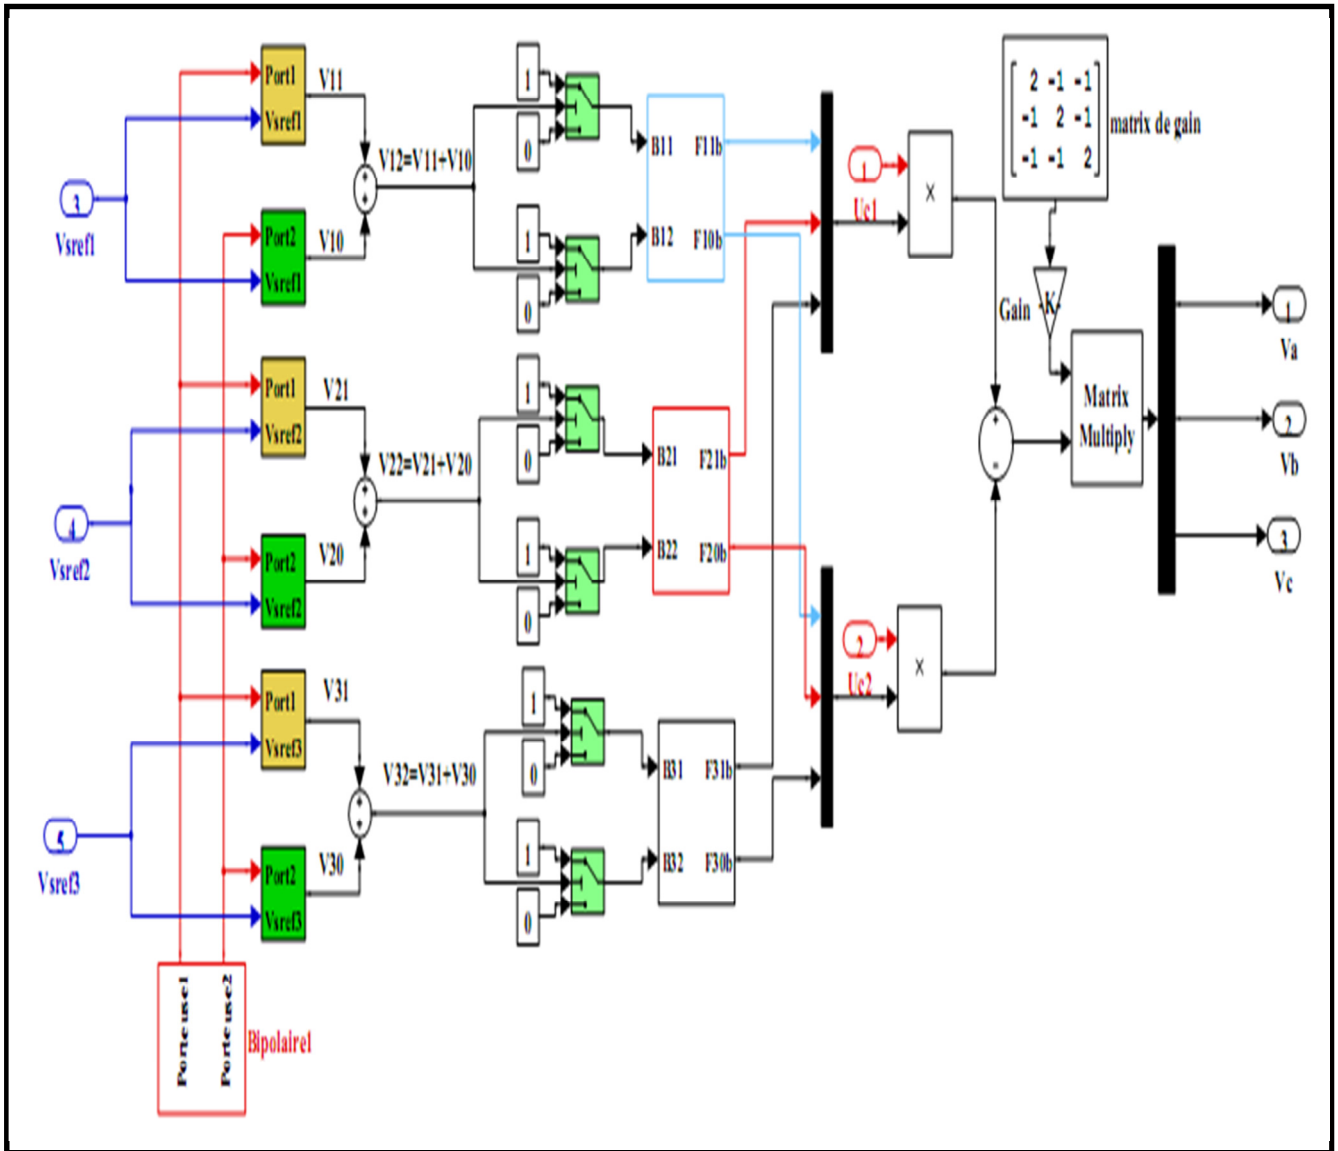 Port1
Vsref1
V11
Port2
Vsref1
V10
3
Vsref1
V12=V11+V10
1
0
1
0
B11
F11b
B12
F10b
Port1
Vsref2
V21
Port2
Vsref2
V20
4
Vsref2
V22=V21+V20
1
0
1
0
B21
F21b
B22
F20b
Port1
Vsref3
V31
Port2
Vsref3
V30
5
Vsref3
V32=V31+V30
1
0
1
0
B31
F31b
B32
F30b
Porteuse1
Porteuse2
Bipolaire1
1
Uc1
×
2
Uc2
×
2 -1 -1
-1 2 -1
-1 -1 2
matrix de gain
Gain
K
Matrix
Multiply
1
Va
2
Vb
3
Vc